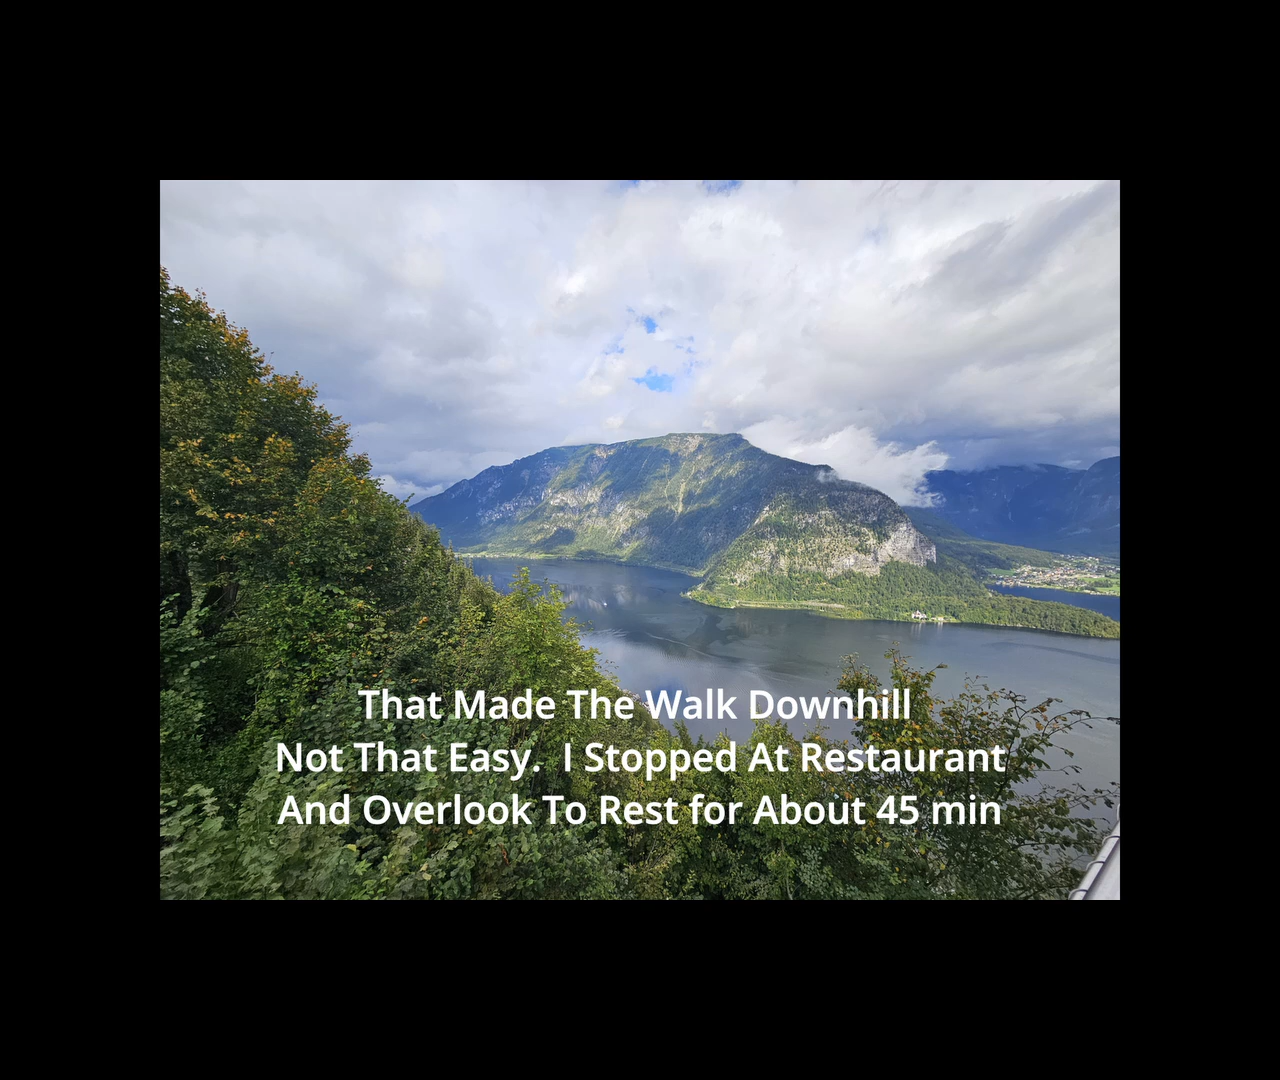 That Made The Walk Downhill
Not That Easy.  I Stopped At Restaurant
And Overlook To Rest for About 45 min